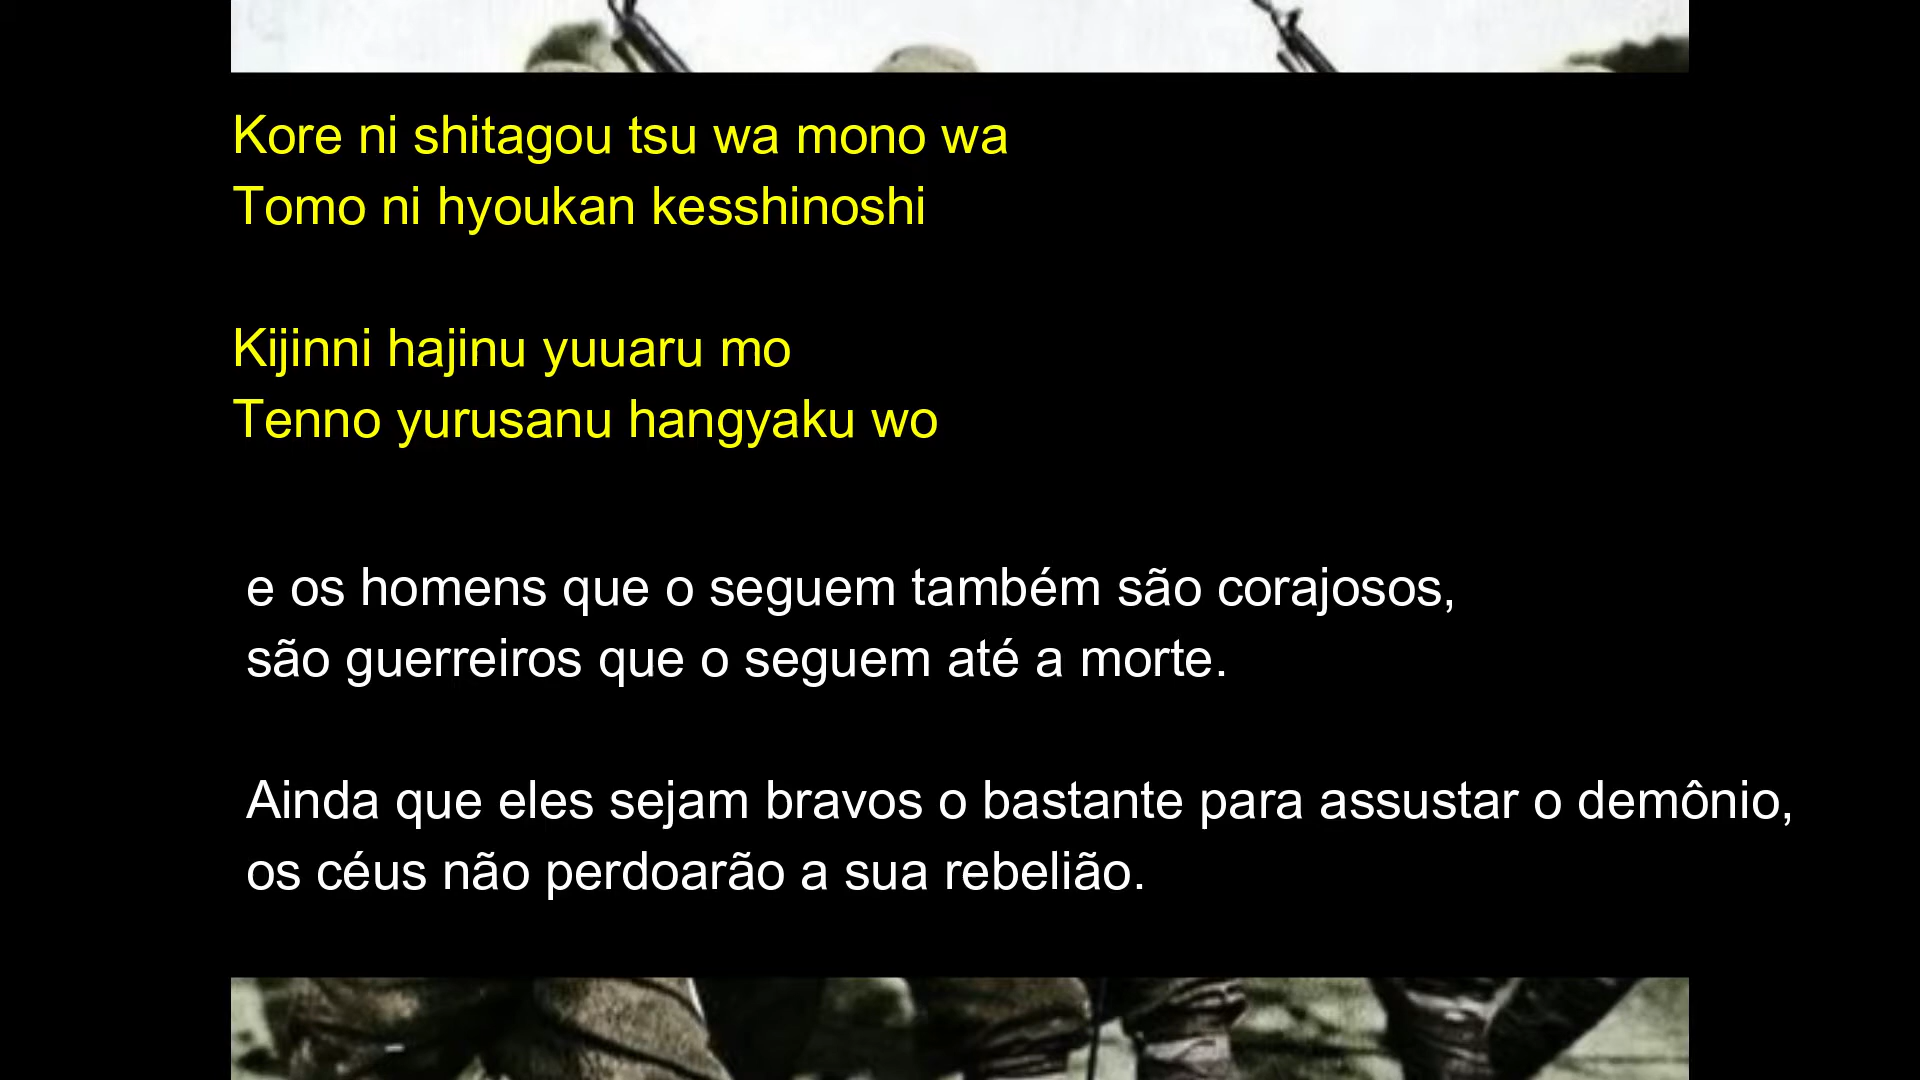 Kore ni shitagou tsu wa mono wa
Tomo ni hyoukan kesshinoshi
Kijinni hajinu yuuaru mo
Tenno yurusanu hangyaku wo
e os homens que o seguem também são corajosos,
são guerreiros que o seguem até a morte.
Ainda que eles sejam bravos o bastante para assustar o demônio,
os céus não perdoarão a sua rebelião.